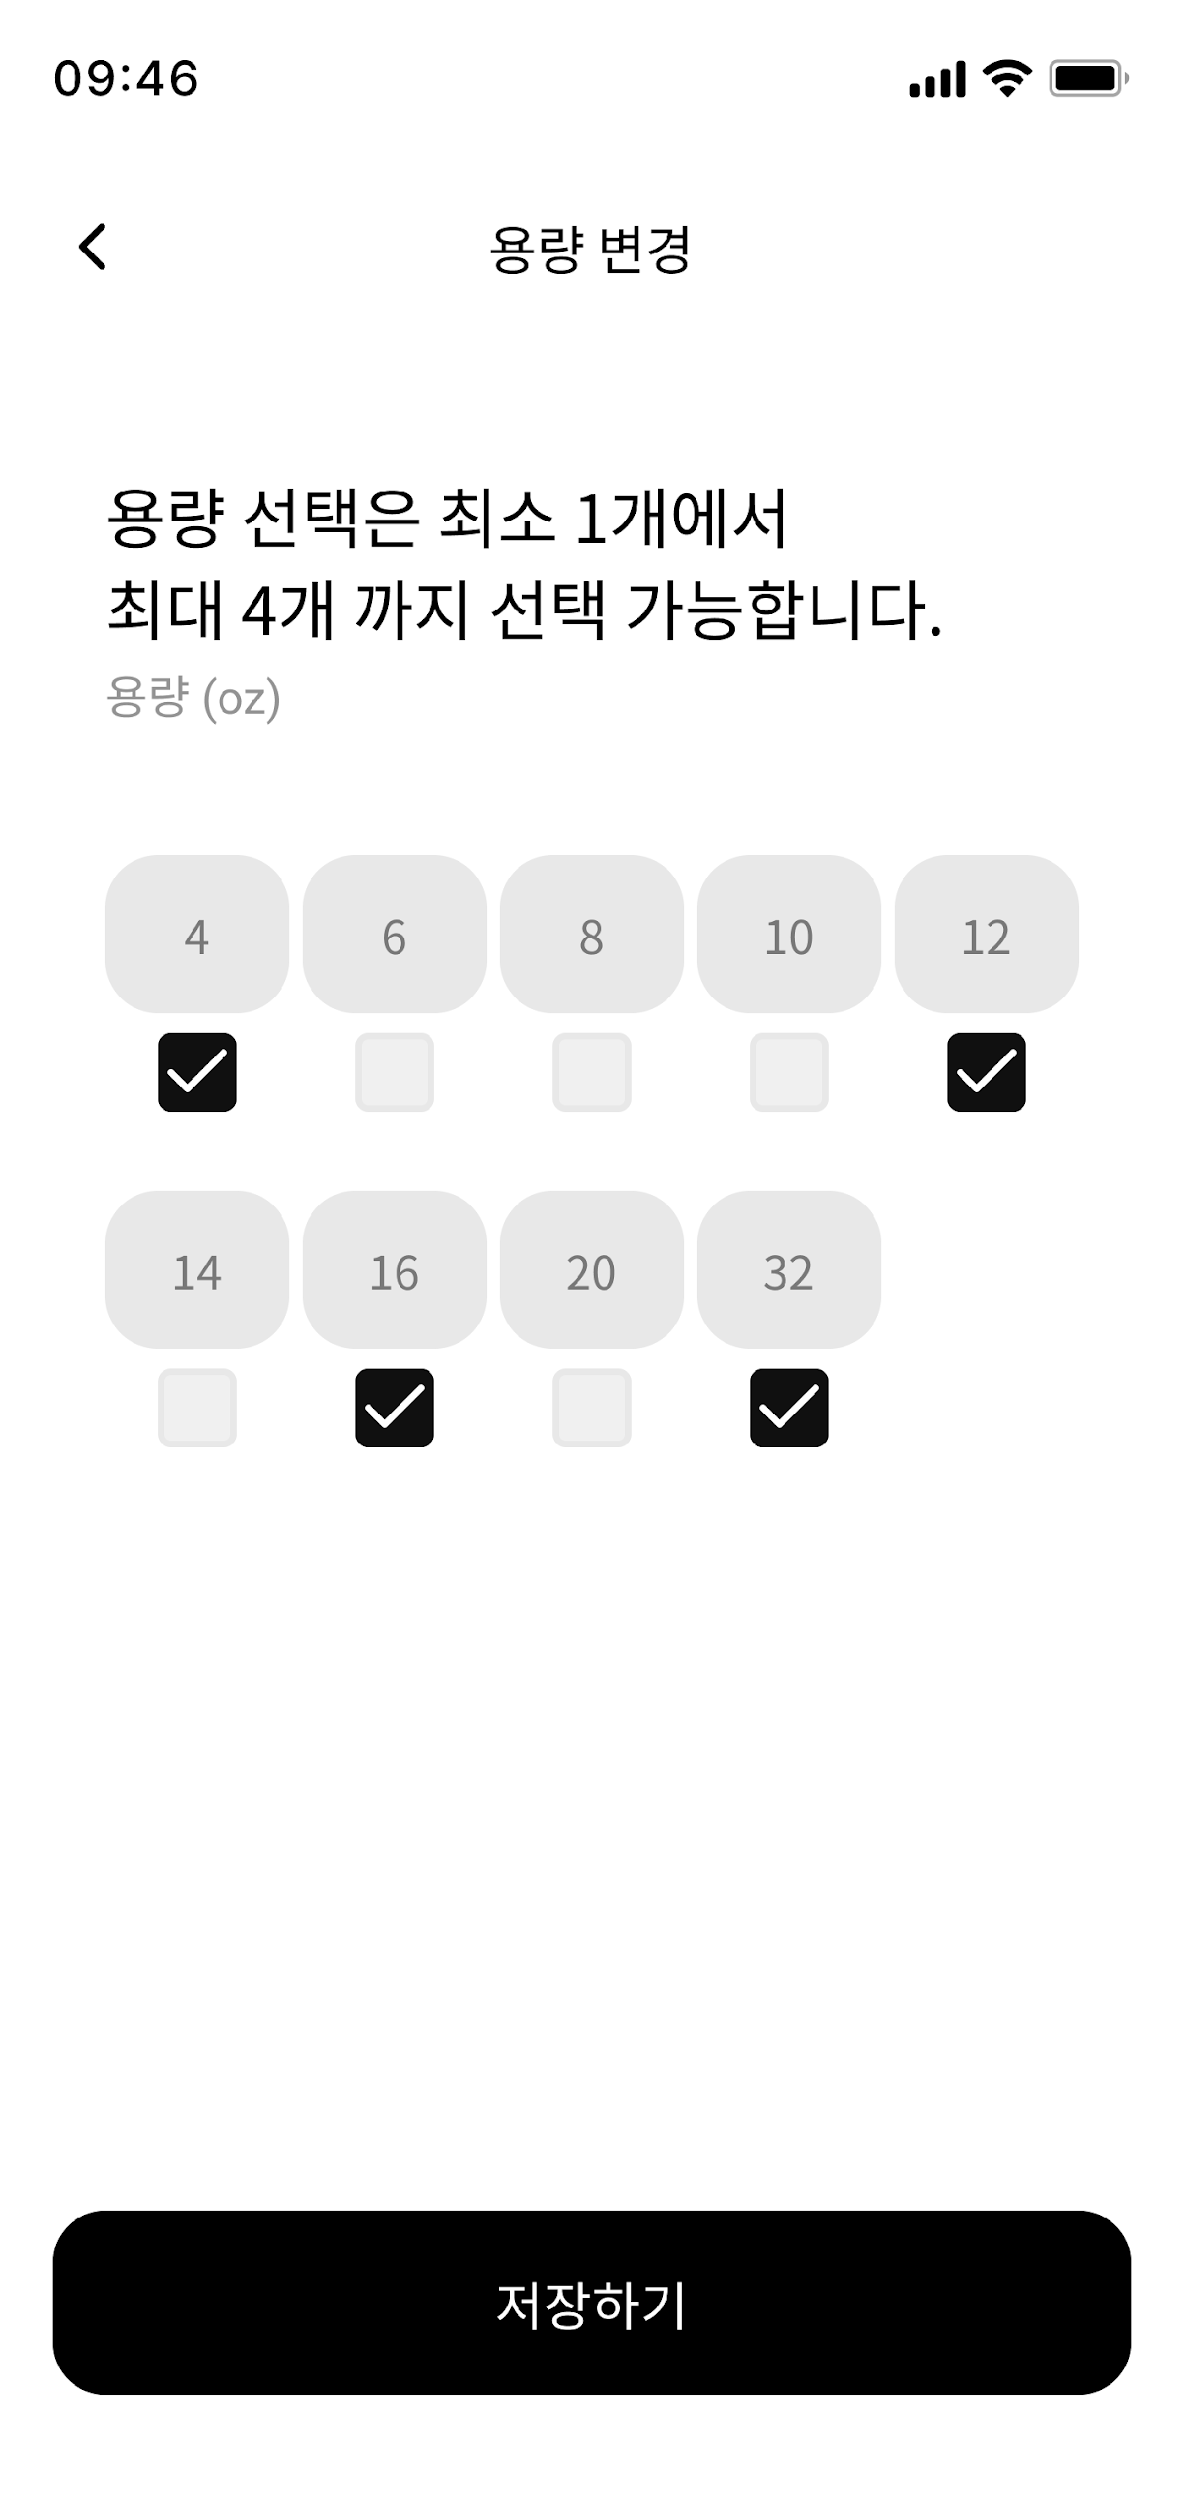 09:46
용량 변경
용량 선택은 최소 1개에서
최대 4개 까지 선택 가능합니다.
용량 (oz)
4 6 8 10 12
14 16 20 32
저장하기